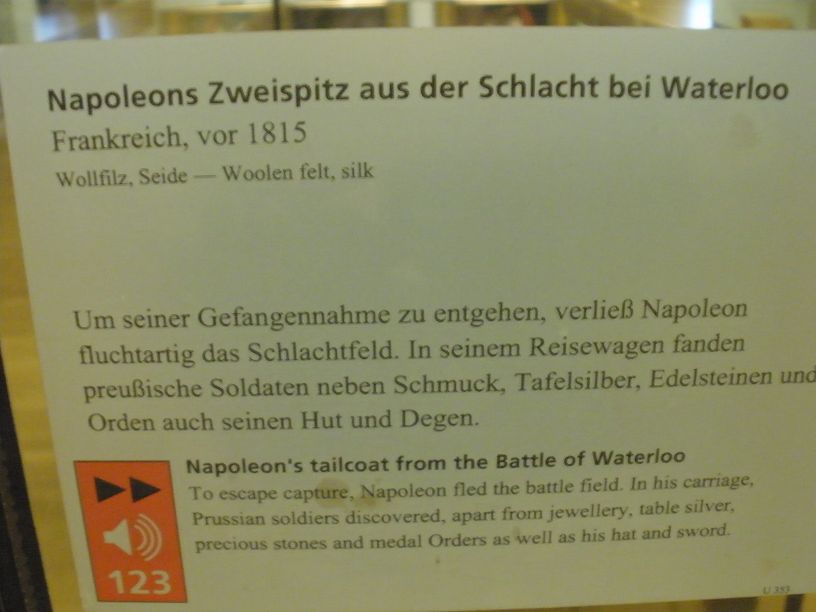 Napoleons Zweispitz aus der Schlacht bei Waterloo
Frankreich, vor 1815
Wollfilz, Seide — Woolen felt, silk
Um seiner Gefangennahme zu entgehen, verließ Napoleon
fluchtartig das Schlachtfeld. In seinem Reisewagen fanden
preußische Soldaten neben Schmuck, Tafelsilber, Edelsteinen und
Orden auch seinen Hut und Degen.
Napoleon's tailcoat from the Battle of Waterloo
To escape capture, Napoleon fled the battle field. In his carriage,
Prussian soldiers discovered, apart from jewellery, table silver,
precious stones and medal Orders as well as his hat and sword.
123
U 353